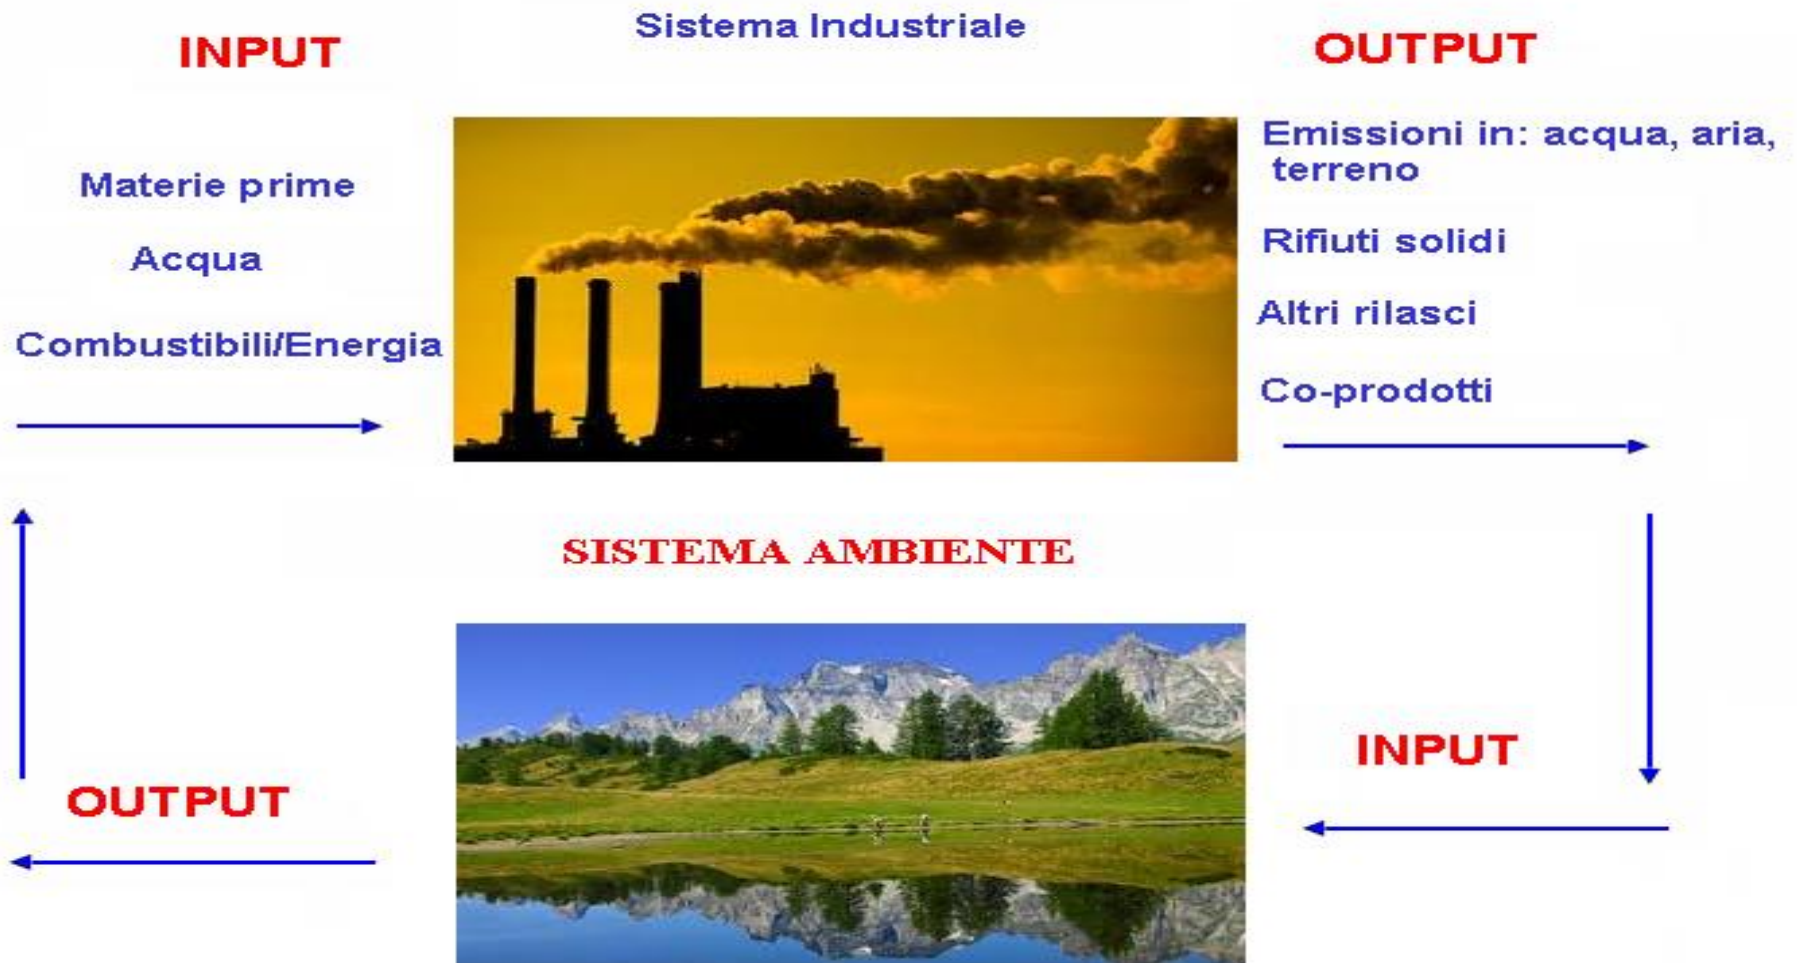 Sistema Industriale
INPUT
OUTPUT
Materie prime
Acqua
Combustibili/Energia
Emissioni in: acqua, aria,
terreno
Rifiuti solidi
Altri rilasci
Co-prodotti
SISTEMA AMBIENTE
INPUT
OUTPUT